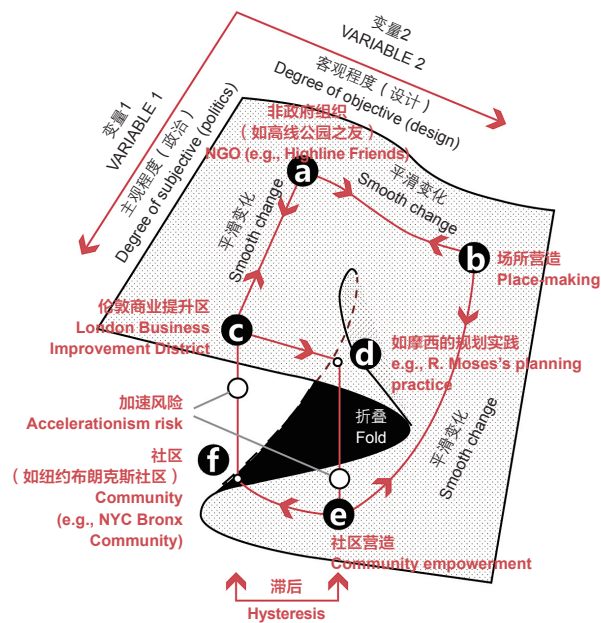 变量1
VARIABLE 1
主观程度（政治）
Degree of subjective (politics)
变量2
VARIABLE 2
客观程度（设计）
Degree of objective (design)
非政府组织
（如高线公园之友）
NGO (e.g., Highline Friends)
a
平滑变化
Smooth change
平滑变化
Smooth change
b
场所营造
Place-making
伦敦商业提升区
London Business
Improvement District
c
d
如摩西的规划实践
e.g., R. Moses's planning
practice
加速风险
Accelerationism risk
折叠
Fold
平滑变化
Smooth change
f
社区
（如纽约布朗克斯社区）
Community
(e.g., NYC Bronx
Community)
e
社区营造
Community empowerment
滞后
Hysteresis